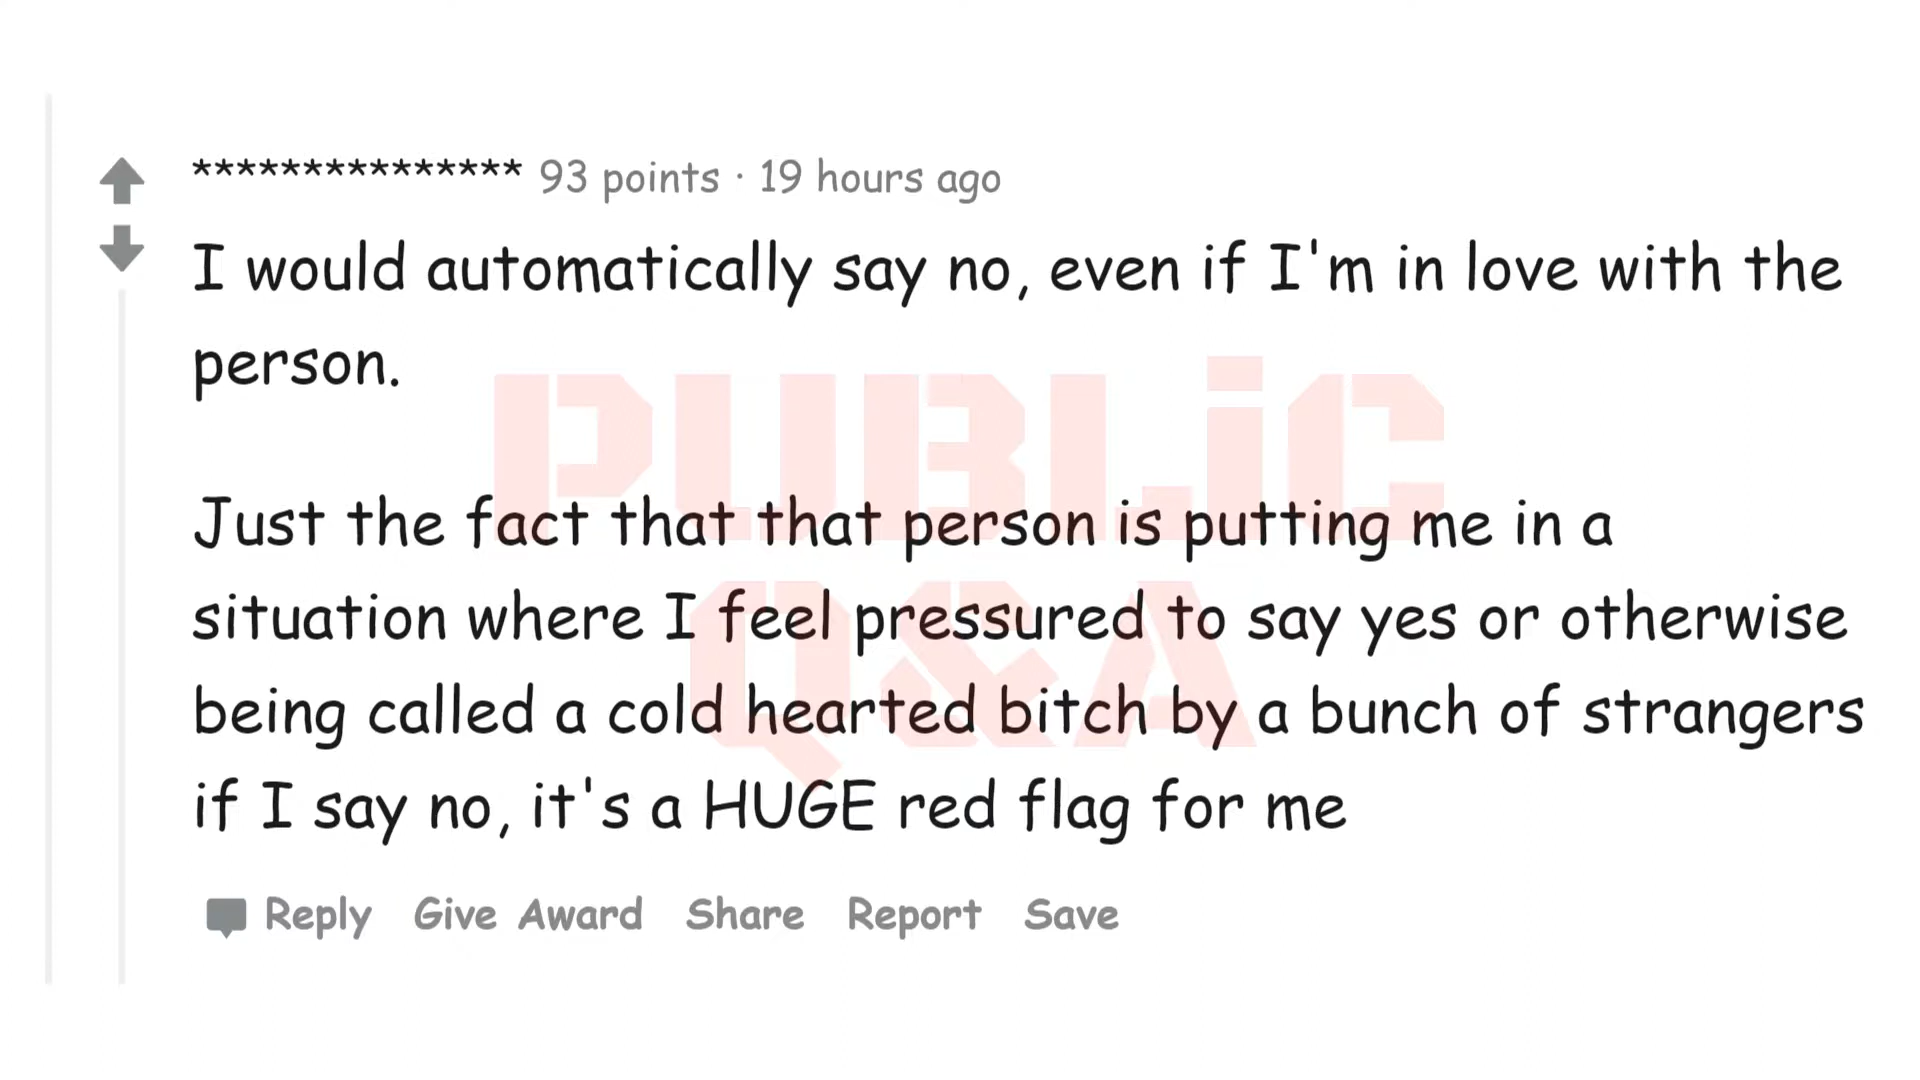 *************** 93 points · 19 hours ago
I would automatically say no, even if I'm in love with the
person.
PUBLiC
Just the fact that that person is putting me in a
situation where I feel pressured to say yes or otherwise
Q&A
being called a cold hearted bitch by a bunch of strangers
if I say no, it's a HUGE red flag for me
Reply Give Award Share Report Save